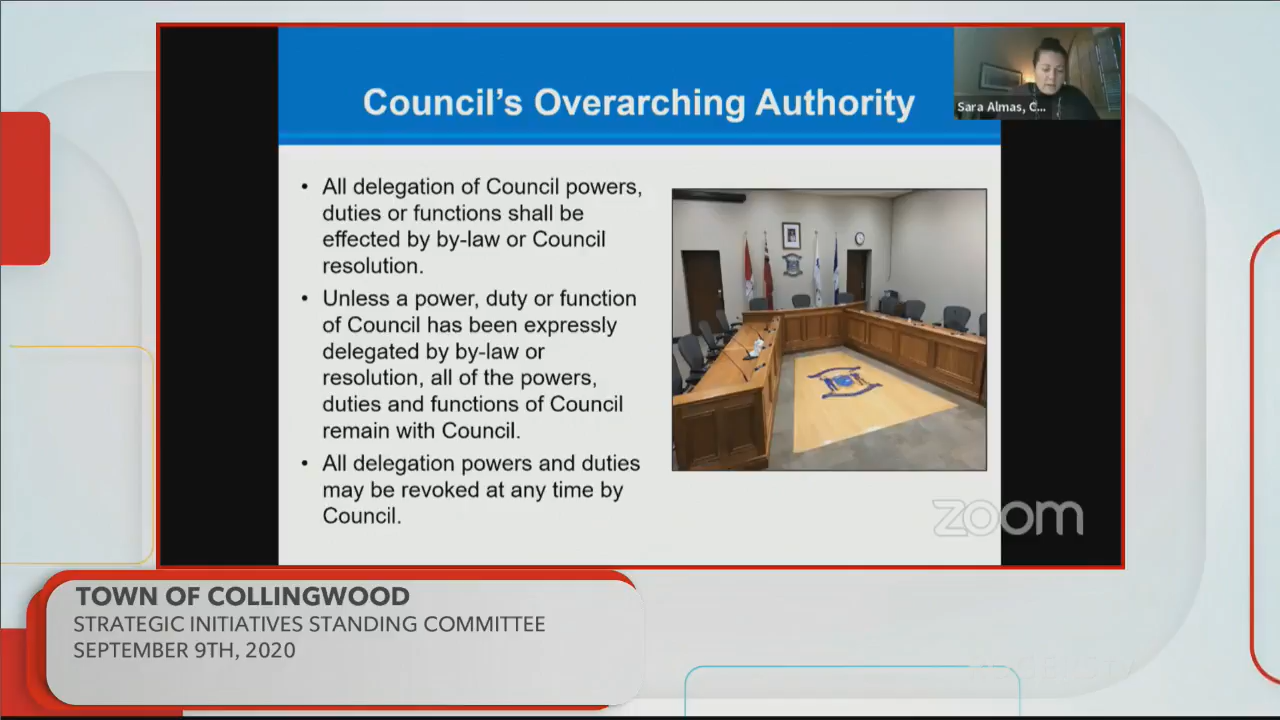 Council's Overarching Authority
Sara Almas, C...
• All delegation of Council powers,
duties or functions shall be
effected by by-law or Council
resolution.
• Unless a power, duty or function
of Council has been expressly
delegated by by-law or
resolution, all of the powers,
duties and functions of Council
remain with Council.
• All delegation powers and duties
may be revoked at any time by
Council.
zoom
TOWN OF COLLINGWOOD
STRATEGIC INITIATIVES STANDING COMMITTEE
SEPTEMBER 9TH, 2020